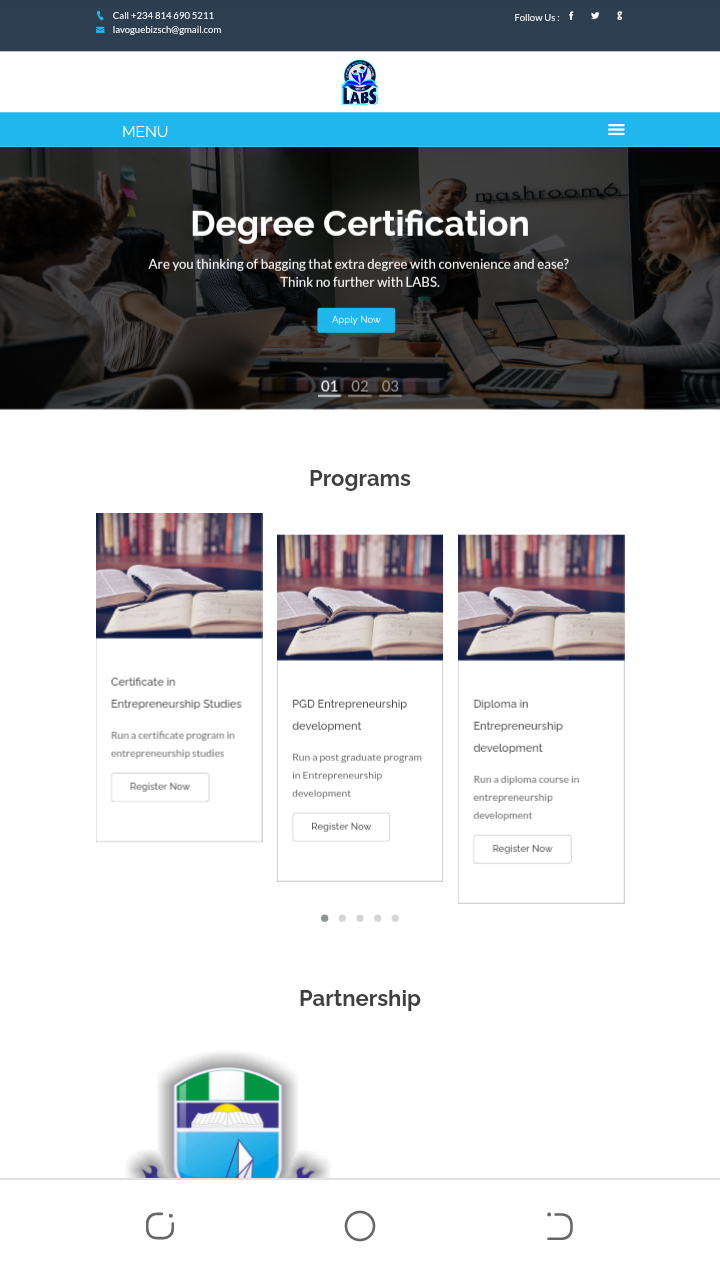 Call +234 814 690 5211
lavoguebizsch@gmail.com
Follow Us :
LABS
MENU
mashroom6
Degree Certification
Are you thinking of bagging that extra degree with convenience and ease?
Think no further with LABS.
Apply Now
01 02 03
Programs
Certificate in
Entrepreneurship Studies
Run a certificate program in
entrepreneurship studies
Register Now
PGD Entrepreneurship
development
Run a post graduate program
in Entrepreneurship
development
Register Now
Diploma in
Entrepreneurship
development
Run a diploma course in
entrepreneurship
development
Register Now
Partnership